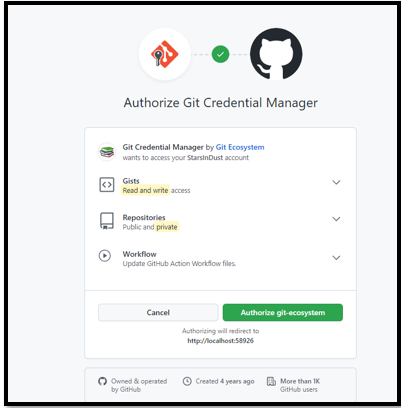 Authorize Git Credential Manager
Git Credential Manager by Git Ecosystem
wants to access your StarsInDust account
Gists
Read and write access
Repositories
Public and private
Workflow
Update GitHub Action Workflow files.
Cancel
Authorize git-ecosystem
Authorizing will redirect to
http://localhost:58926
Owned & operated
by GitHub
Created 4 years ago
More than 1K
GitHub users